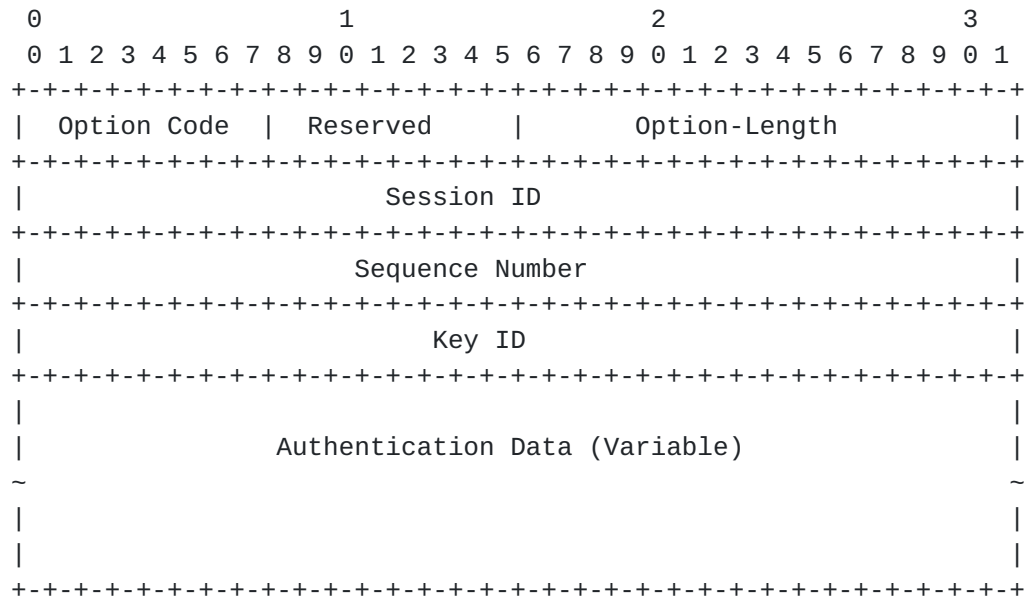 0                   1                   2                   3
 0 1 2 3 4 5 6 7 8 9 0 1 2 3 4 5 6 7 8 9 0 1 2 3 4 5 6 7 8 9 0 1
+-+-+-+-+-+-+-+-+-+-+-+-+-+-+-+-+-+-+-+-+-+-+-+-+-+-+-+-+-+-+-+-+
|  Option Code  |  Reserved     |       Option-Length           |
+-+-+-+-+-+-+-+-+-+-+-+-+-+-+-+-+-+-+-+-+-+-+-+-+-+-+-+-+-+-+-+-+
|                       Session ID                              |
+-+-+-+-+-+-+-+-+-+-+-+-+-+-+-+-+-+-+-+-+-+-+-+-+-+-+-+-+-+-+-+-+
|                     Sequence Number                           |
+-+-+-+-+-+-+-+-+-+-+-+-+-+-+-+-+-+-+-+-+-+-+-+-+-+-+-+-+-+-+-+-+
|                          Key ID                               |
+-+-+-+-+-+-+-+-+-+-+-+-+-+-+-+-+-+-+-+-+-+-+-+-+-+-+-+-+-+-+-+-+
|                                                               |
|                Authentication Data (Variable)                 |
~                                                               ~
|                                                               |
|                                                               |
+-+-+-+-+-+-+-+-+-+-+-+-+-+-+-+-+-+-+-+-+-+-+-+-+-+-+-+-+-+-+-+-+